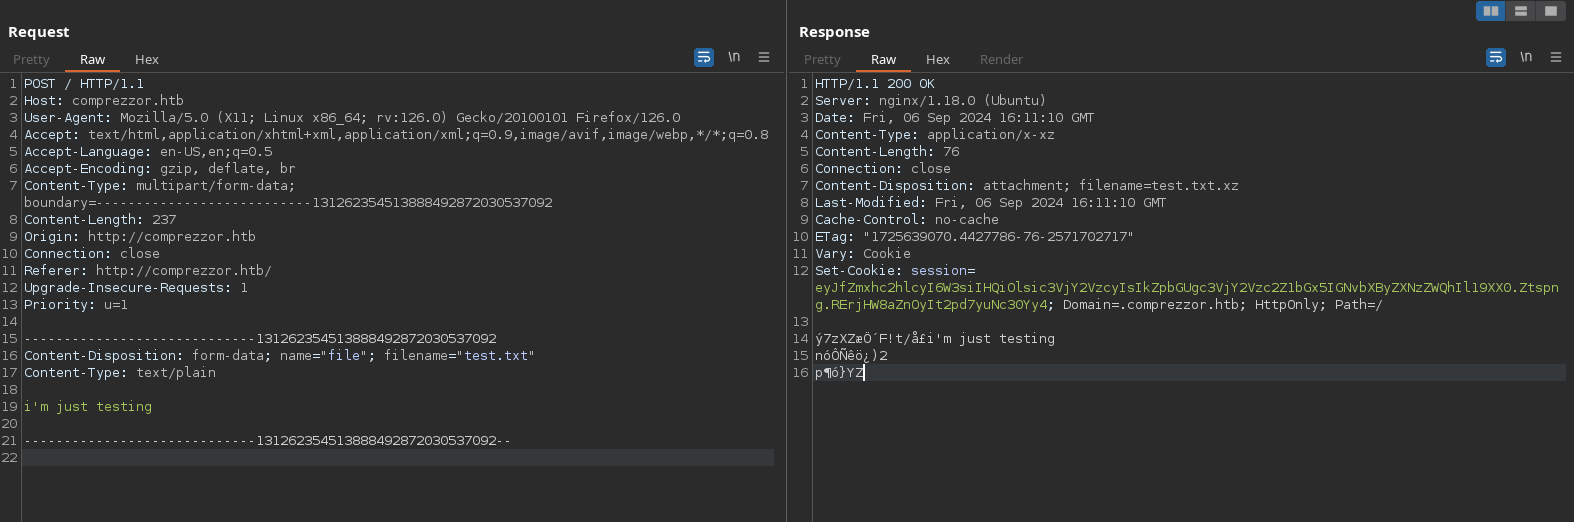 Request
Pretty Raw Hex \n
1 POST / HTTP/1.1
2 Host: comprezzor.htb
3 User-Agent: Mozilla/5.0 (X11; Linux x86_64; rv:126.0) Gecko/20100101 Firefox/126.0
4 Accept: text/html,application/xhtml+xml,application/xml;q=0.9,image/avif,image/webp,*/*;q=0.8
5 Accept-Language: en-US,en;q=0.5
6 Accept-Encoding: gzip, deflate, br
7 Content-Type: multipart/form-data;
boundary=---------------------------131262354513888492872030537092
8 Content-Length: 237
9 Origin: http://comprezzor.htb
10 Connection: close
11 Referer: http://comprezzor.htb/
12 Upgrade-Insecure-Requests: 1
13 Priority: u=1
14
15 -----------------------------131262354513888492872030537092
16 Content-Disposition: form-data; name="file"; filename="test.txt"
17 Content-Type: text/plain
18
19 i'm just testing
20
21 -----------------------------131262354513888492872030537092--
22
Response
Pretty Raw Hex Render \n
1 HTTP/1.1 200 OK
2 Server: nginx/1.18.0 (Ubuntu)
3 Date: Fri, 06 Sep 2024 16:11:10 GMT
4 Content-Type: application/x-xz
5 Content-Length: 76
6 Connection: close
7 Content-Disposition: attachment; filename=test.txt.xz
8 Last-Modified: Fri, 06 Sep 2024 16:11:10 GMT
9 Cache-Control: no-cache
10 ETag: "1725639070.4427786-76-2571702717"
11 Vary: Cookie
12 Set-Cookie: session=
eyJfZmxhc2hlcyI6W3siIHQiOlsic3VjY2VzcyIsIkZpbGUgc3VjY2Vzc2Z1bGx5IGNvbXByZXNzZWQhIl19XX0.Ztspn
g.RErjHW8aZnOyIt2pd7yuNc30Yy4; Domain=.comprezzor.htb; HttpOnly; Path=/
13
14 ý7zXZæÖ´F!t/å£i'm just testing
15 nóÔÑêö¿)2
16 p¶ó}YZ